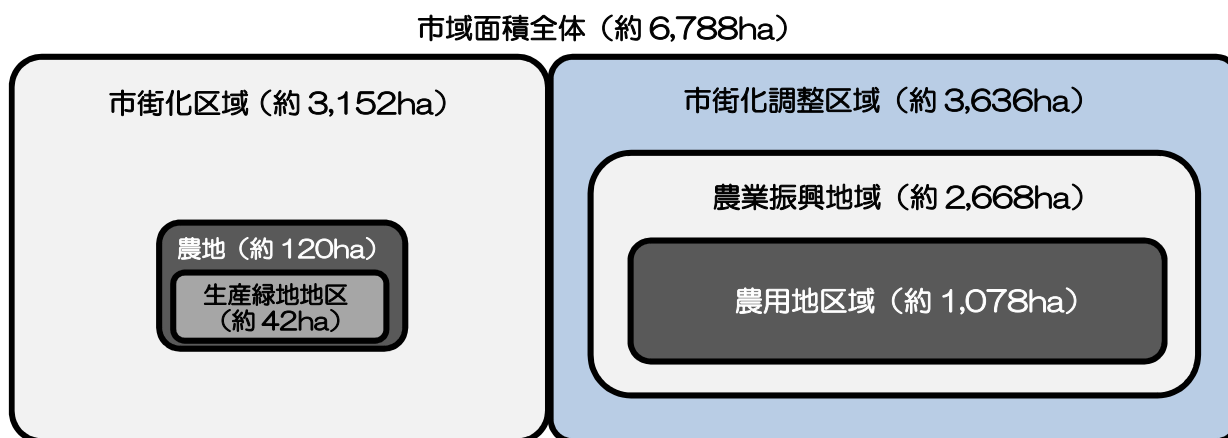 市域面積全体（約 6,788ha）
市街化区域（約 3,152ha）
市街化調整区域（約 3,636ha）
農業振興地域（約 2,668ha）
農地（約 120ha）
生産緑地地区
（約 42ha）
農用地区域（約 1,078ha）